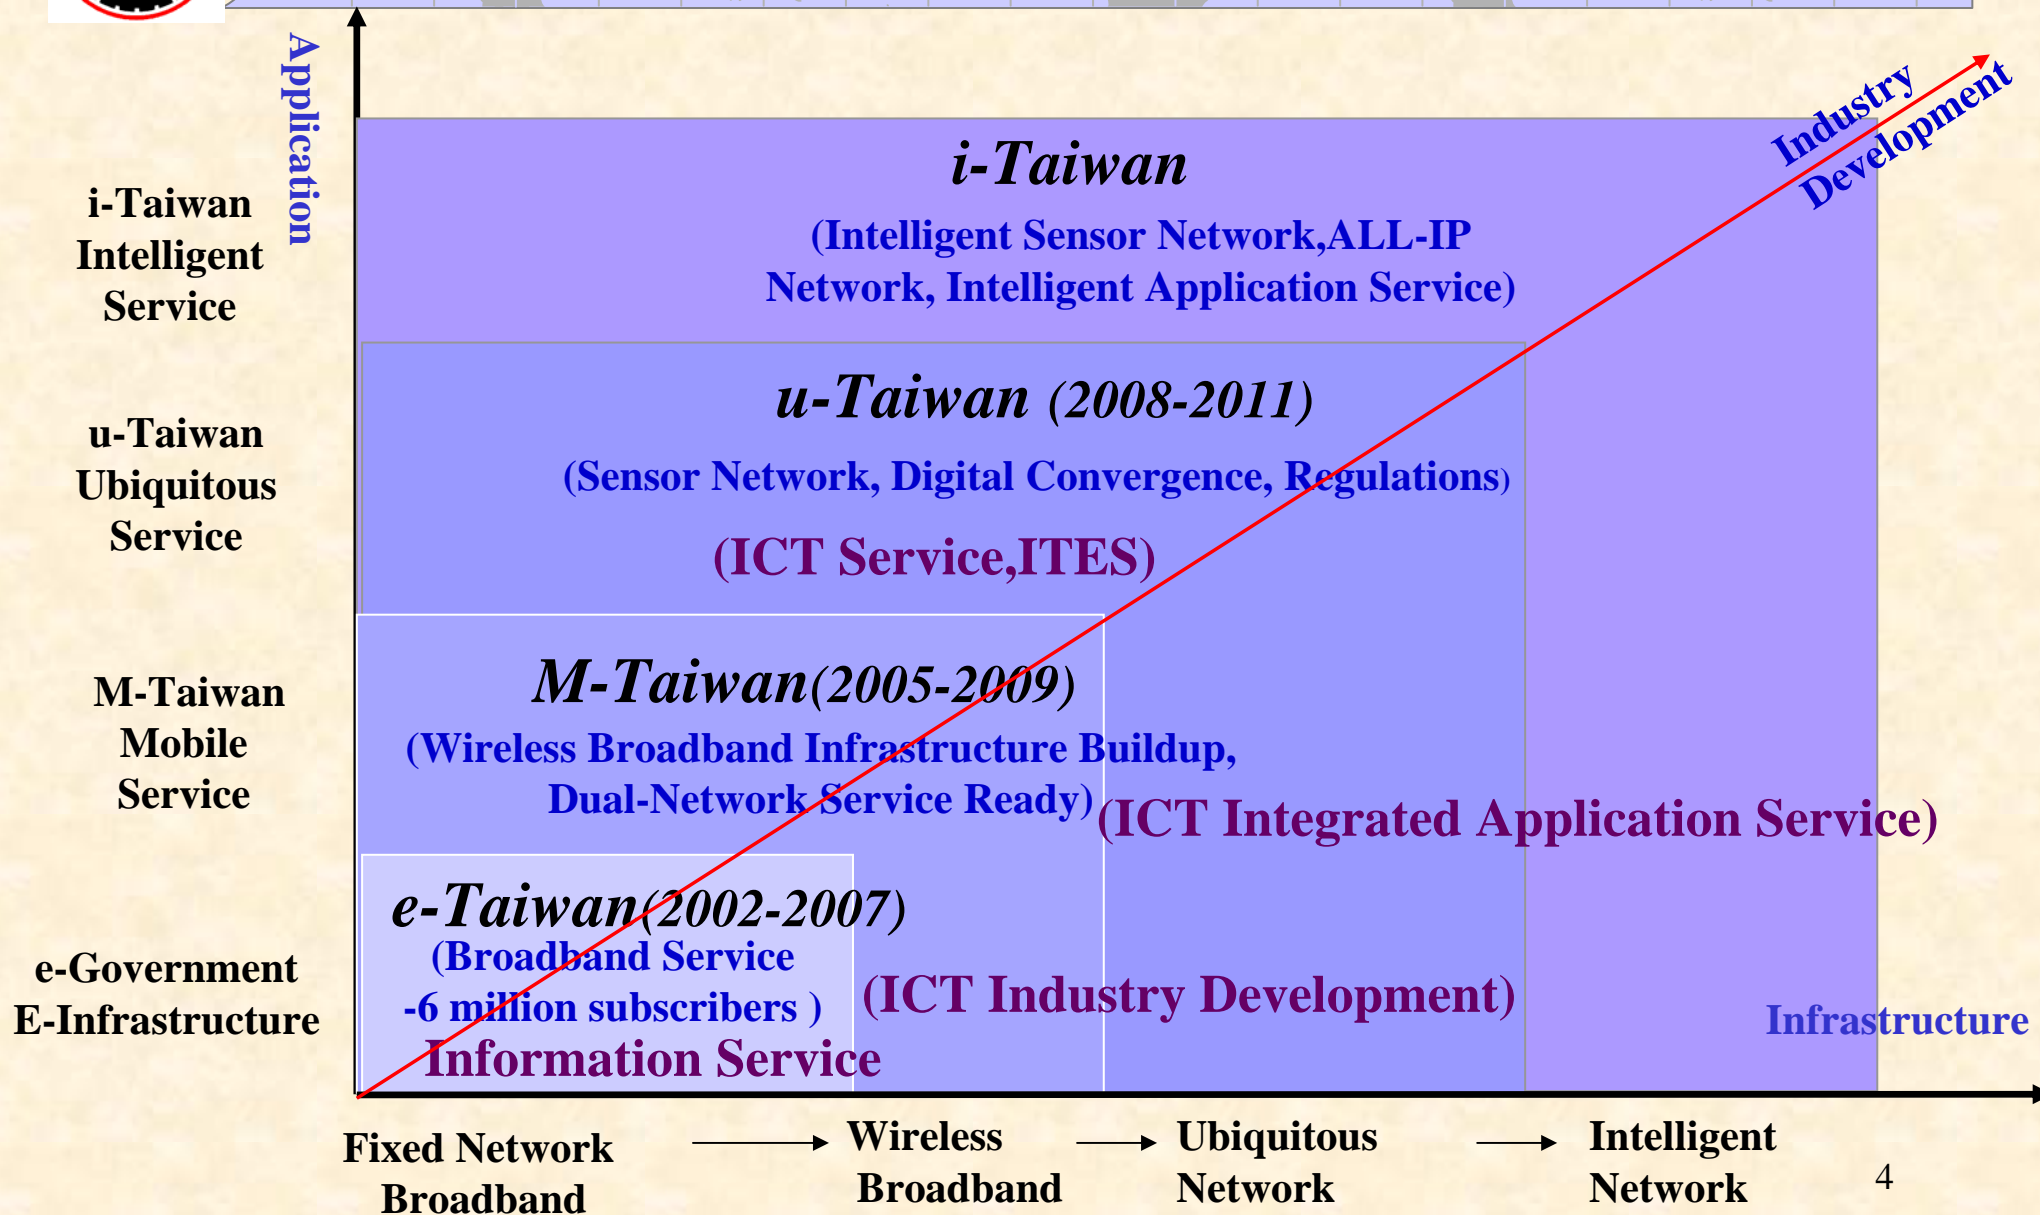 Application
Industry
Development
i-Taiwan
Intelligent
Service
i-Taiwan
(Intelligent Sensor Network,ALL-IP
Network, Intelligent Application Service)
u-Taiwan
Ubiquitous
Service
u-Taiwan (2008-2011)
(Sensor Network, Digital Convergence, Regulations)
(ICT Service,ITES)
M-Taiwan
Mobile
Service
M-Taiwan(2005-2009)
(Wireless Broadband Infrastructure Buildup,
Dual-Network Service Ready)
(ICT Integrated Application Service)
e-Government
E-Infrastructure
e-Taiwan(2002-2007)
(Broadband Service
-6 million subscribers )
Information Service
(ICT Industry Development)
Infrastructure
Fixed Network
Broadband
Wireless
Broadband
Ubiquitous
Network
Intelligent
Network
4